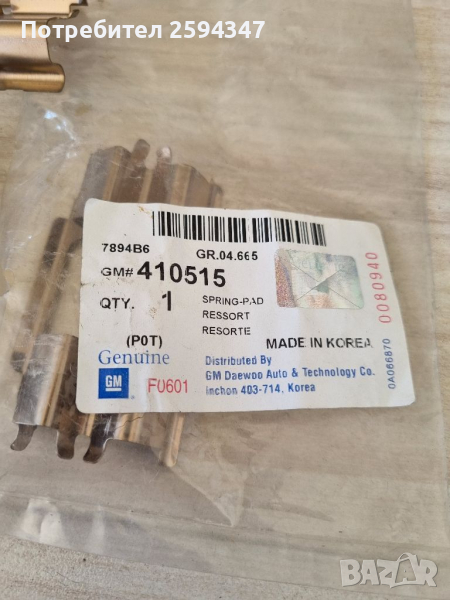 Потребител 2594347
7894B6
GR.04.665
GM# 410515
QTY. 1
SPRING-PAD
RESSORT
RESORTE
(P0T)
MADE IN KOREA
Genuine
GM
F0601
Distributed By
GM Daewoo Auto & Technology Co.
Inchon 403-714, Korea
0080940
0A066870
BAZAR